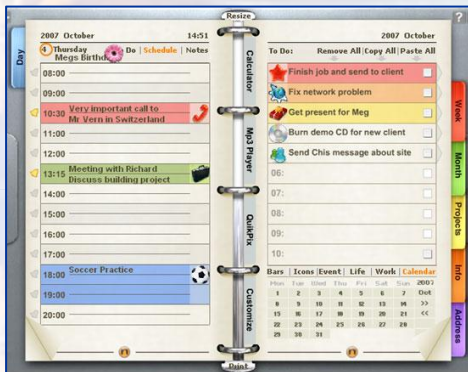 Resize
?
2007 October 14:51
4 Thursday Do | Schedule | Notes
Megs Birthd
08:00
09:00
10:30 Very important call to
Mr Vern in Switzerland
11:00
12:00
13:15 Meeting with Richard
Discuss building project
14:00
15:00
16:00
17:00
18:00 Soccer Practice
19:00
20:00
Day
Calculator
Mp3 Player
QuikPix
Customize
Print
2007 October
To Do: Remove All | Copy All | Paste All
Finish job and send to client
Fix network problem
Get present for Meg
Burn demo CD for new client
Send Chis message about site
06:
07:
08:
09:
10:
Bars | Icons | Event | Life | Work | Calendar
Mon Tue Wed Thu Fri Sat Sun 2007
1 2 3 4 5 6 7 Oct
8 9 10 11 12 13 14 >>
15 16 17 18 19 20 21 <<
22 23 24 25 26 27 28
29 30 31
Week
Month
Projects
Info
Address